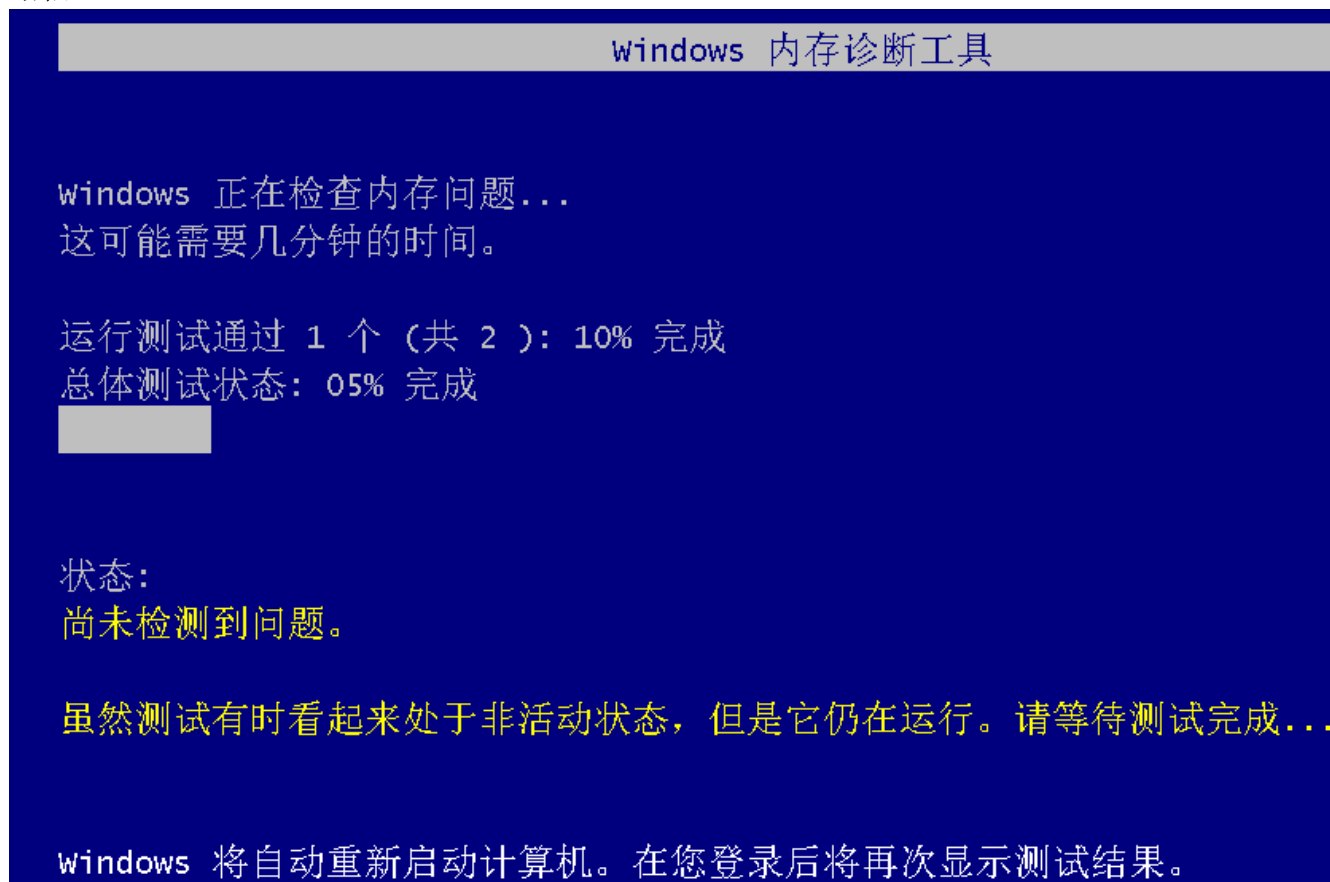 Windows 内存诊断工具
Windows 正在检查内存问题...
这可能需要几分钟的时间。
运行测试通过 1 个 (共 2 ): 10% 完成
总体测试状态: 05% 完成
状态:
尚未检测到问题。
虽然测试有时看起来处于非活动状态，但是它仍在运行。请等待测试完成...
Windows 将自动重新启动计算机。在您登录后将再次显示测试结果。